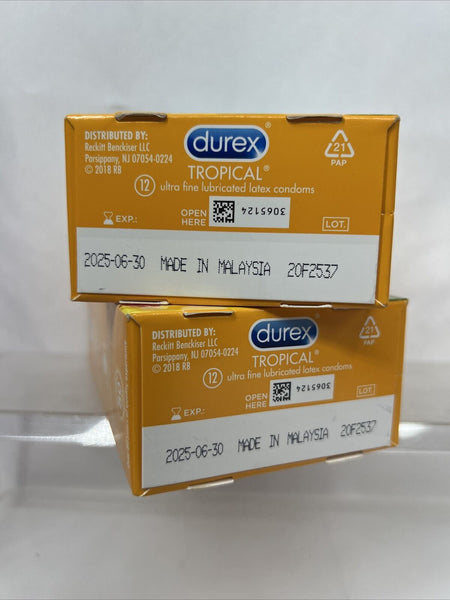 DISTRIBUTED BY:
Reckitt Benckiser LLC
Parsippany, NJ 07054-0224
© 2018 RB
durex®
TROPICAL®
12 ultra fine lubricated latex condoms
21
PAP
EXP.:
OPEN
HERE
3065124
LOT.
2025-06-30 MADE IN MALAYSIA 20F2537
DISTRIBUTED BY:
Reckitt Benckiser LLC
Parsippany, NJ 07054-0224
© 2018 RB
durex®
TROPICAL®
12 ultra fine lubricated latex condoms
21
PAP
EXP.:
OPEN
HERE
3065124
LOT.
2025-06-30 MADE IN MALAYSIA 20F2537